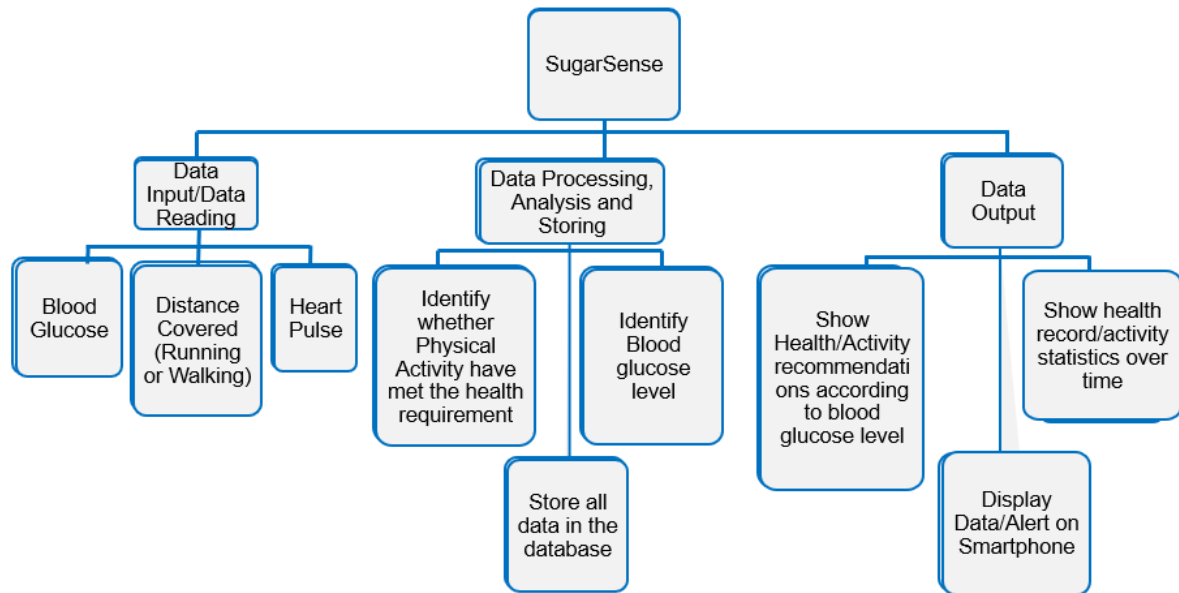 SugarSense
Data
Input/Data
Reading
Data Processing,
Analysis and
Storing
Data
Output
Blood
Glucose
Distance
Covered
(Running
or Walking)
Heart
Pulse
Identify
whether
Physical
Activity have
met the health
requirement
Identify
Blood
glucose
level
Store all
data in the
database
Show
Health/Activity
recommendati
ons according
to blood
glucose level
Show health
record/activity
statistics over
time
Display
Data/Alert on
Smartphone